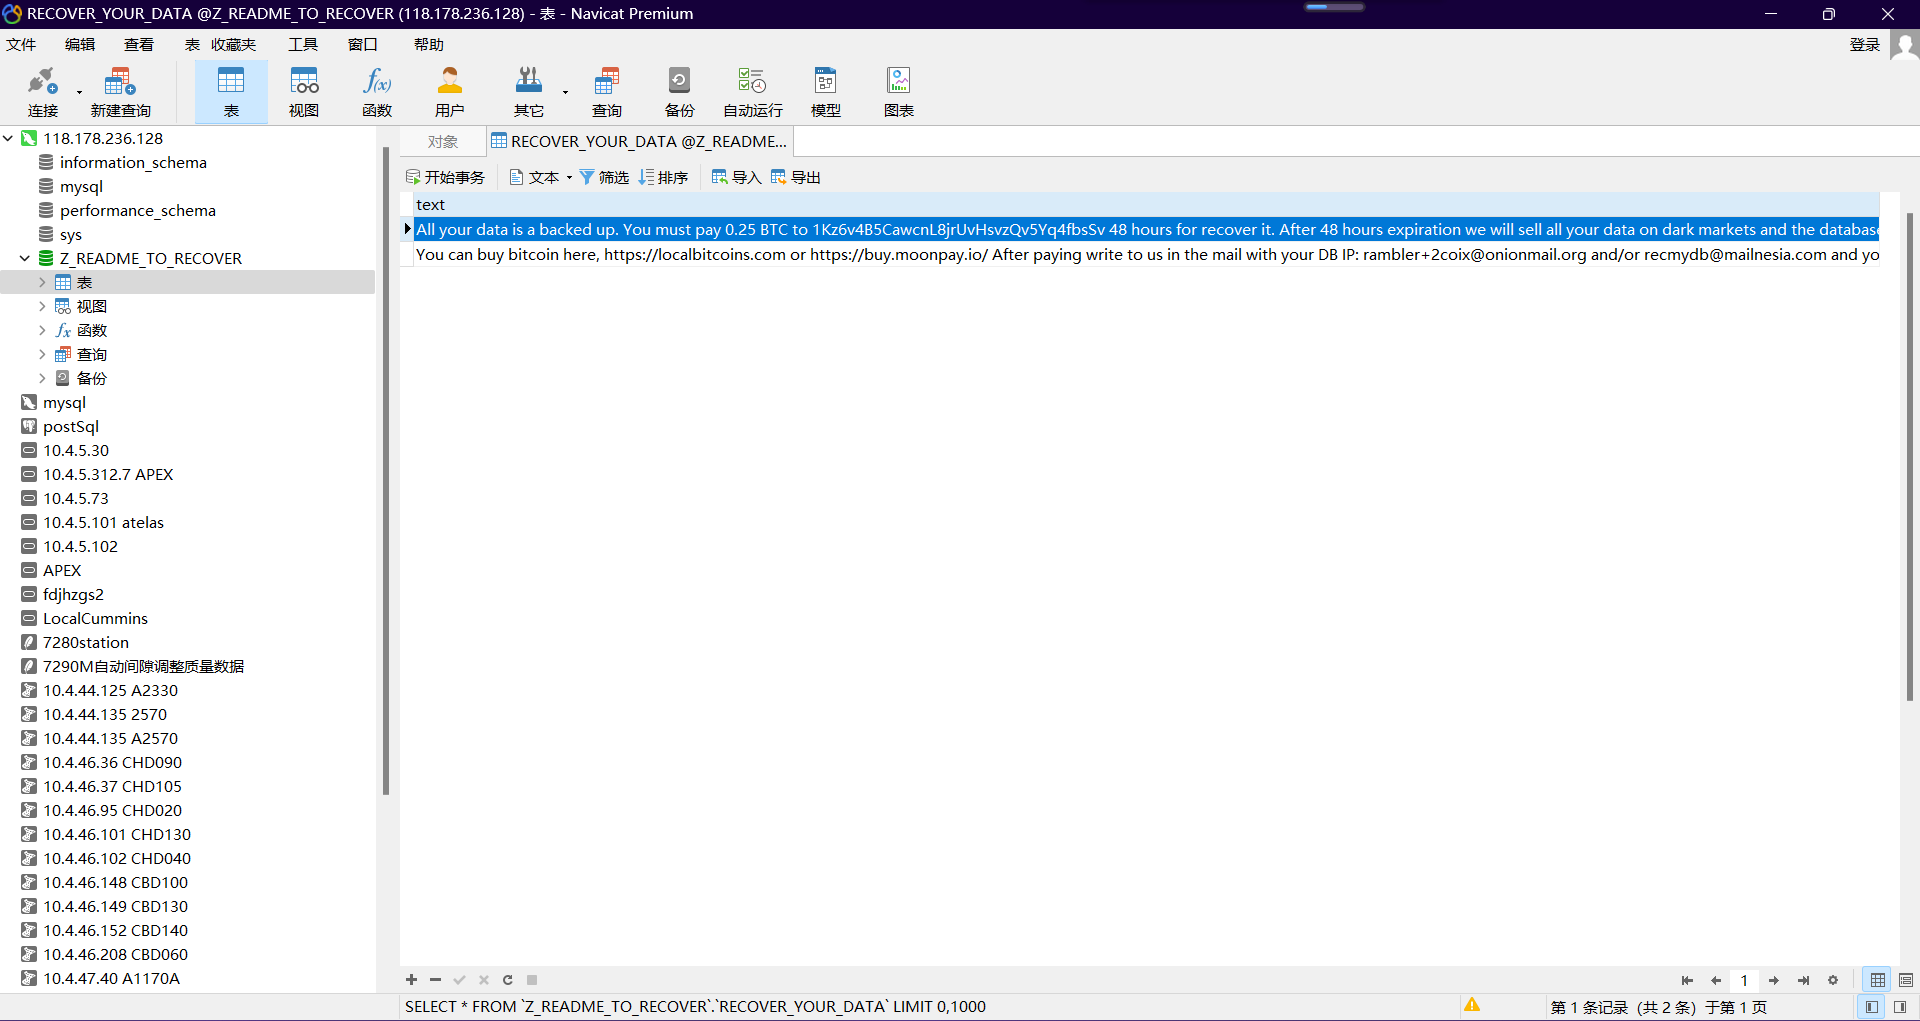 RECOVER_YOUR_DATA @Z_README_TO_RECOVER (118.178.236.128) - 表 - Navicat Premium
文件 编辑 查看 表 收藏夹 工具 窗口 帮助 登录
连接 新建查询 表 视图 函数 用户 其它 查询 备份 自动运行 模型 图表
118.178.236.128
information_schema
mysql
performance_schema
sys
Z_README_TO_RECOVER
表
视图
函数
查询
备份
mysql
postSql
10.4.5.30
10.4.5.312.7 APEX
10.4.5.73
10.4.5.101 atelas
10.4.5.102
APEX
fdjhzgs2
LocalCummins
7280station
7290M自动间隙调整质量数据
10.4.44.125 A2330
10.4.44.135 2570
10.4.44.135 A2570
10.4.46.36 CHD090
10.4.46.37 CHD105
10.4.46.95 CHD020
10.4.46.101 CHD130
10.4.46.102 CHD040
10.4.46.148 CBD100
10.4.46.149 CBD130
10.4.46.152 CBD140
10.4.46.208 CBD060
10.4.47.40 A1170A
对象 RECOVER_YOUR_DATA @Z_README...
开始事务 文本 筛选 排序 导入 导出
text
All your data is a backed up. You must pay 0.25 BTC to 1Kz6v4B5CawcnL8jrUvHsvzQv5Yq4fbsSv 48 hours for recover it. After 48 hours expiration we will sell all your data on dark markets and the database
You can buy bitcoin here, https://localbitcoins.com or https://buy.moonpay.io/ After paying write to us in the mail with your DB IP: rambler+2coix@onionmail.org and/or recmydb@mailnesia.com and yo
1
SELECT * FROM `Z_README_TO_RECOVER`.`RECOVER_YOUR_DATA` LIMIT 0,1000
第 1 条记录 (共 2 条) 于第 1 页